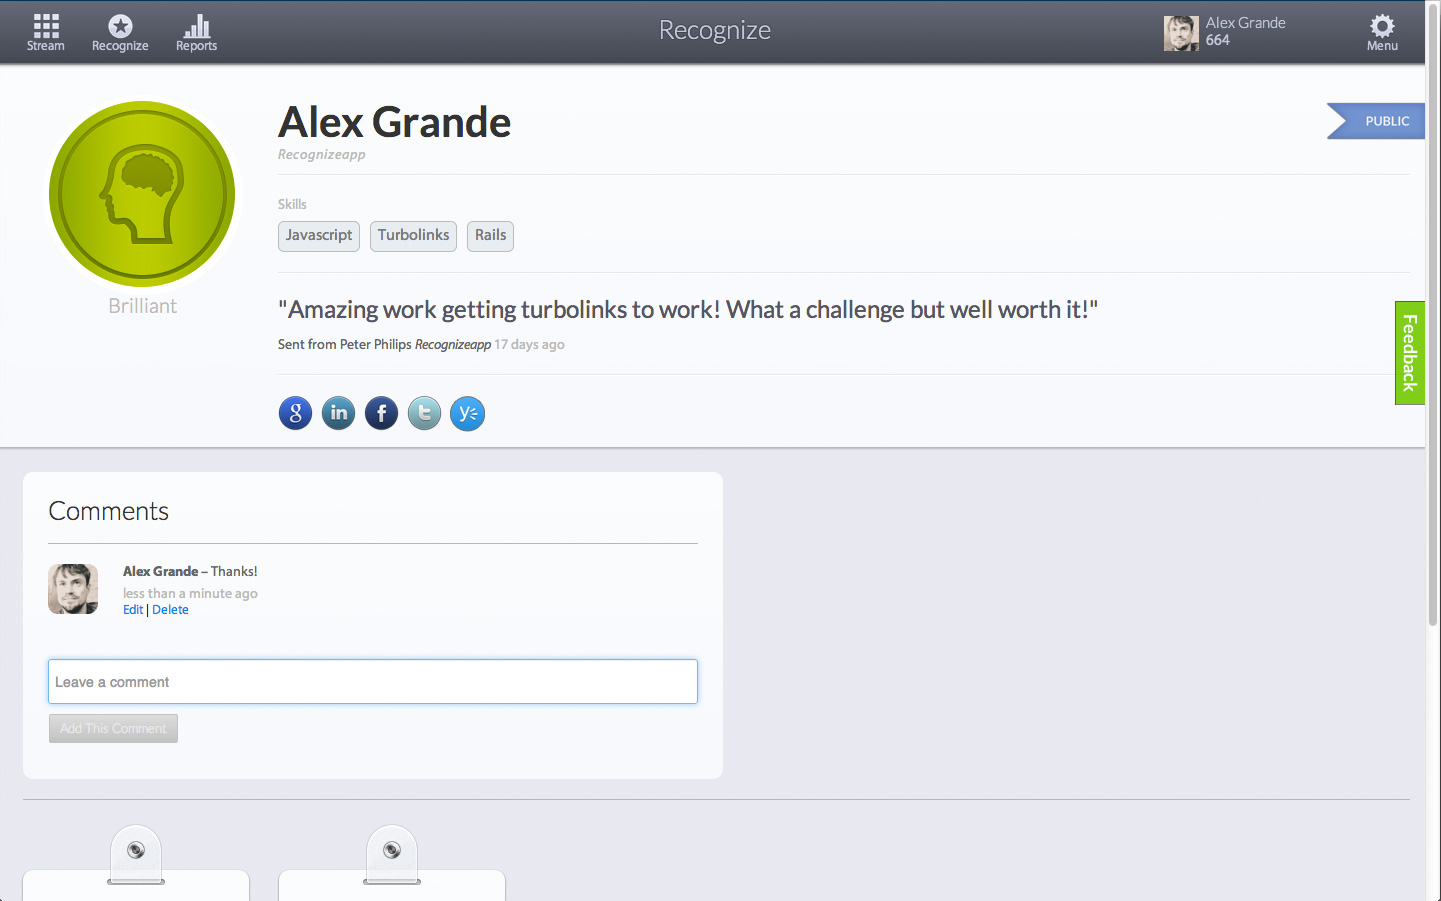 Stream
Recognize
Reports
Recognize
Alex Grande
664
Menu
Alex Grande
Recognizeapp
PUBLIC
Skills
Javascript Turbolinks Rails
Brilliant
"Amazing work getting turbolinks to work! What a challenge but well worth it!"
Sent from Peter Philips Recognizeapp 17 days ago
Feedback
g in f t y
Comments
Alex Grande – Thanks!
less than a minute ago
Edit | Delete
Leave a comment
Add This Comment